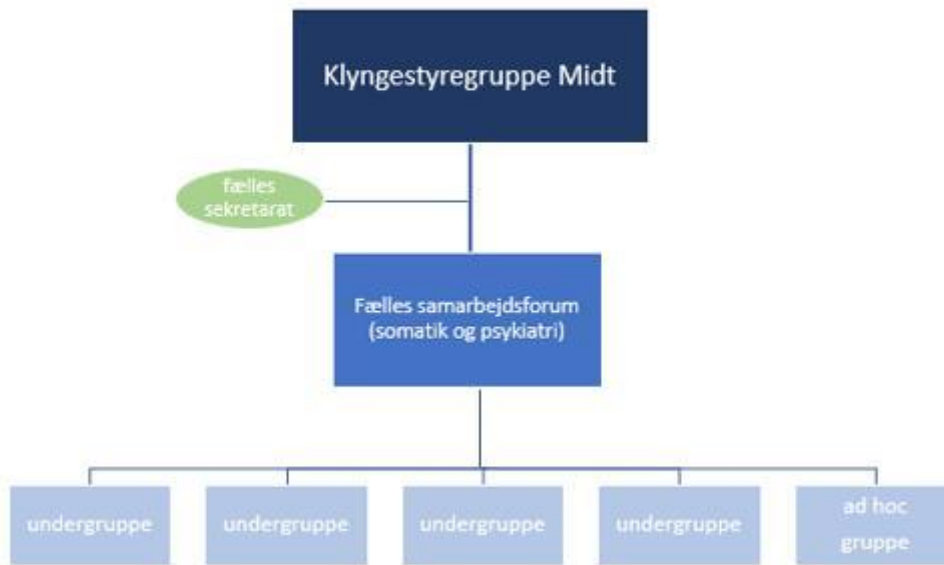 Klyngestyregruppe Midt
fælles
sekretarat
Fælles samarbejdsforum
(somatik og psykiatri)
undergruppe
undergruppe
undergruppe
undergruppe
ad hoc
gruppe